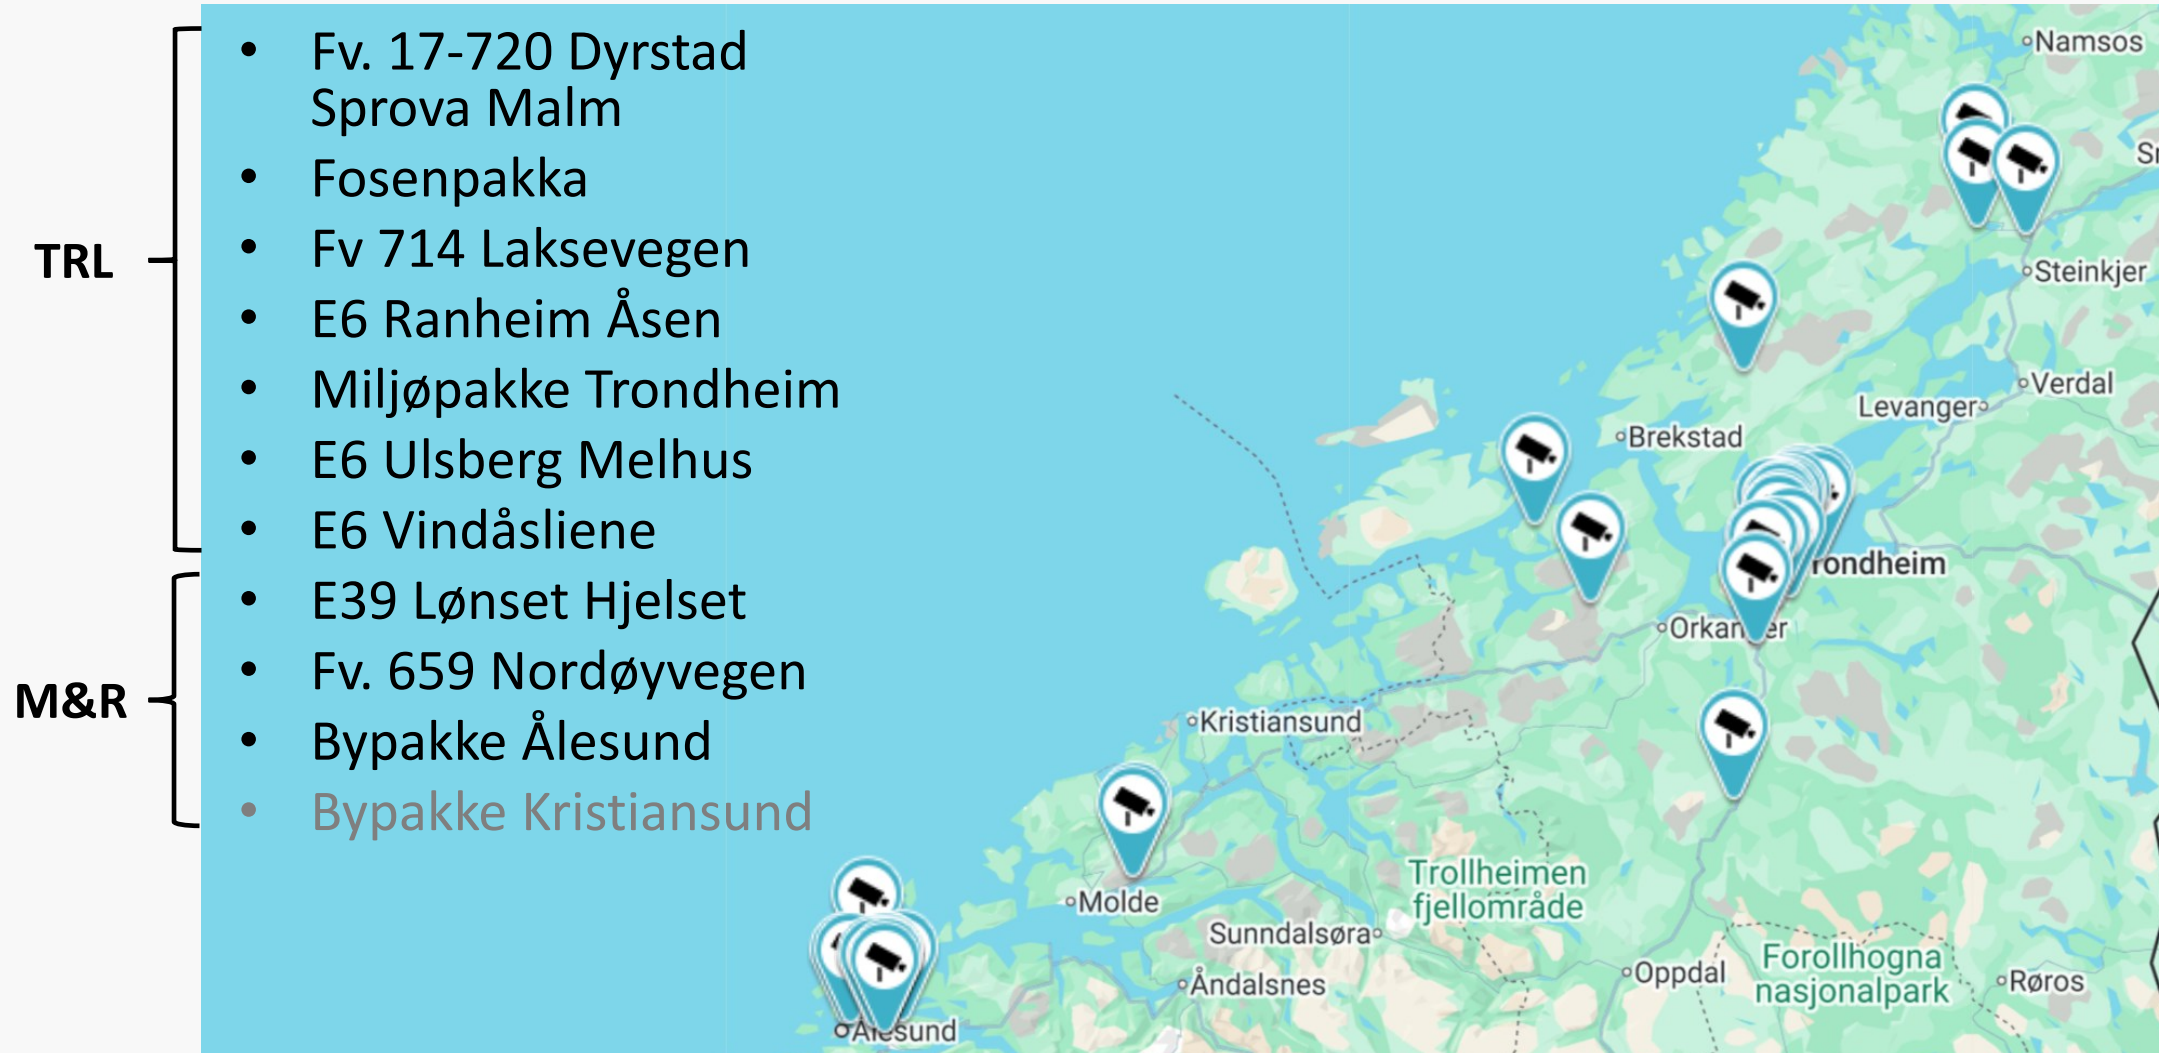 TRL
• Fv. 17-720 Dyrstad
Sprova Malm
• Fosenpakka
• Fv 714 Laksevegen
• E6 Ranheim Åsen
• Miljøpakke Trondheim
• E6 Ulsberg Melhus
• E6 Vindåsliene
M&R
• E39 Lønset Hjelset
• Fv. 659 Nordøyvegen
• Bypakke Ålesund
• Bypakke Kristiansund
Namsos
Steinkjer
Verdal
Levanger
Brekstad
rondheim
Kristiansund
Molde
Trollheimen
fjellområde
Sunndalsøra
Åndalsnes
Oppdal
Forollhogna
nasjonalpark
Røros
Ålesund